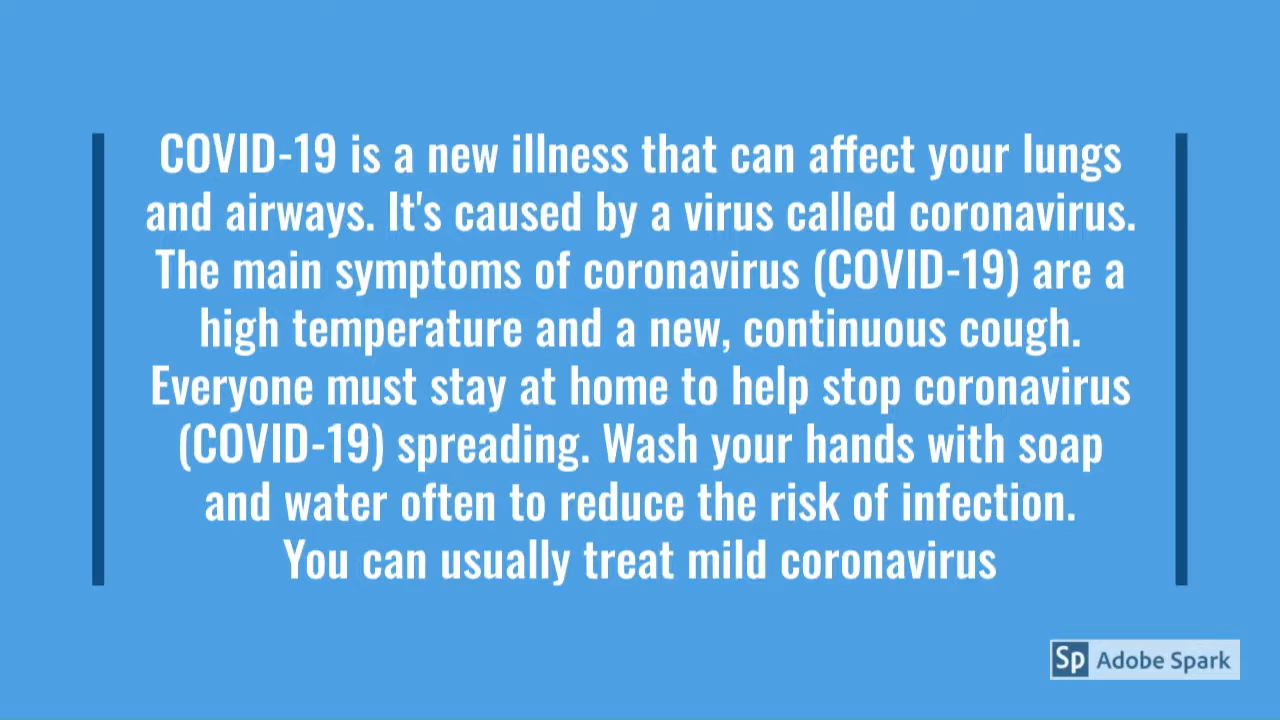 COVID-19 is a new illness that can affect your lungs
and airways. It's caused by a virus called coronavirus.
The main symptoms of coronavirus (COVID-19) are a
high temperature and a new, continuous cough.
Everyone must stay at home to help stop coronavirus
(COVID-19) spreading. Wash your hands with soap
and water often to reduce the risk of infection.
You can usually treat mild coronavirus
Sp Adobe Spark